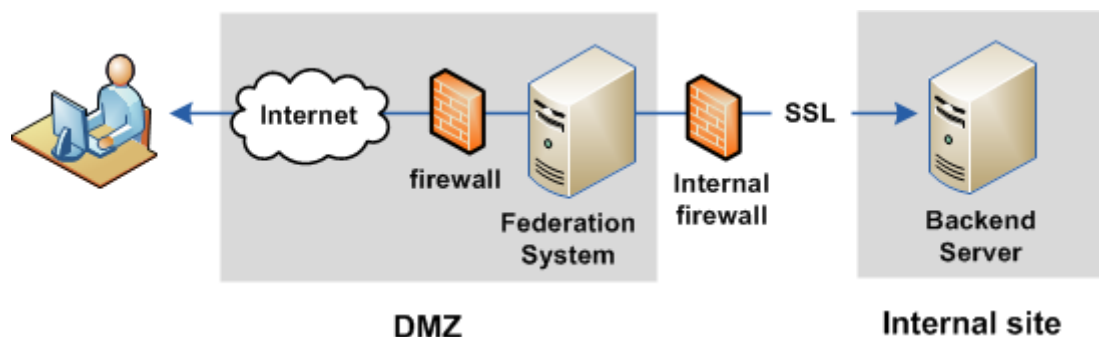 Internet
firewall
Federation
System
Internal
firewall
SSL
Backend
Server
DMZ
Internal site